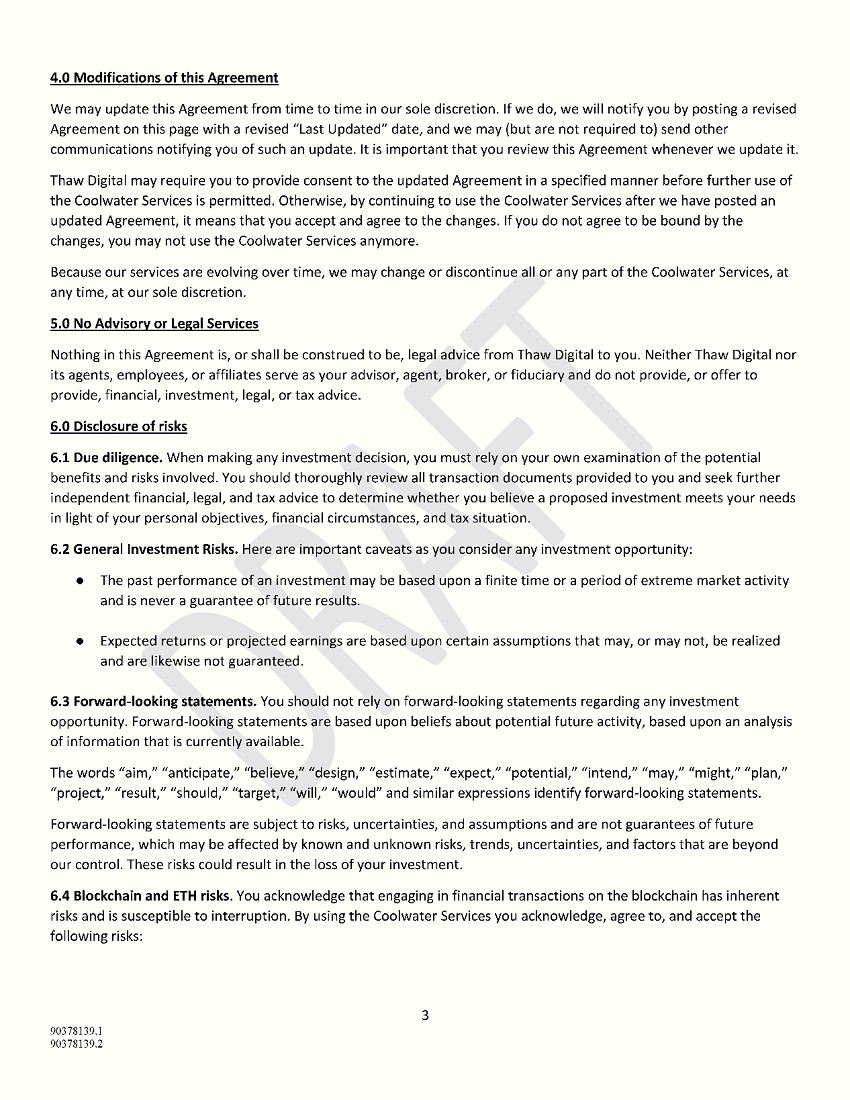 4.0 Modifications of this Agreement
We may update this Agreement from time to time in our sole discretion. If we do, we will notify you by posting a revised
Agreement on this page with a revised “Last Updated” date, and we may (but are not required to) send other
communications notifying you of such an update. It is important that you review this Agreement whenever we update it.
Thaw Digital may require you to provide consent to the updated Agreement in a specified manner before further use of
the Coolwater Services is permitted. Otherwise, by continuing to use the Coolwater Services after we have posted an
updated Agreement, it means that you accept and agree to the changes. If you do not agree to be bound by the
changes, you may not use the Coolwater Services anymore.
Because our services are evolving over time, we may change or discontinue all or any part of the Coolwater Services, at
any time, at our sole discretion.
5.0 No Advisory or Legal Services
Nothing in this Agreement is, or shall be construed to be, legal advice from Thaw Digital to you. Neither Thaw Digital nor
its agents, employees, or affiliates serve as your advisor, agent, broker, or fiduciary and do not provide, or offer to
provide, financial, investment, legal, or tax advice.
6.0 Disclosure of risks
6.1 Due diligence. When making any investment decision, you must rely on your own examination of the potential
benefits and risks involved. You should thoroughly review all transaction documents provided to you and seek further
independent financial, legal, and tax advice to determine whether you believe a proposed investment meets your needs
in light of your personal objectives, financial circumstances, and tax situation.
6.2 General Investment Risks. Here are important caveats as you consider any investment opportunity:
● The past performance of an investment may be based upon a finite time or a period of extreme market activity
and is never a guarantee of future results.
● Expected returns or projected earnings are based upon certain assumptions that may, or may not, be realized
and are likewise not guaranteed.
6.3 Forward-looking statements. You should not rely on forward-looking statements regarding any investment
opportunity. Forward-looking statements are based upon beliefs about potential future activity, based upon an analysis
of information that is currently available.
The words “aim,” “anticipate,” “believe,” “design,” “estimate,” “expect,” “potential,” “intend,” “may,” “might,” “plan,”
“project,” “result,” “should,” “target,” “will,” “would” and similar expressions identify forward-looking statements.
Forward-looking statements are subject to risks, uncertainties, and assumptions and are not guarantees of future
performance, which may be affected by known and unknown risks, trends, uncertainties, and factors that are beyond
our control. These risks could result in the loss of your investment.
6.4 Blockchain and ETH risks. You acknowledge that engaging in financial transactions on the blockchain has inherent
risks and is susceptible to interruption. By using the Coolwater Services you acknowledge, agree to, and accept the
following risks:
DRAFT
3
90378139.1
90378139.2